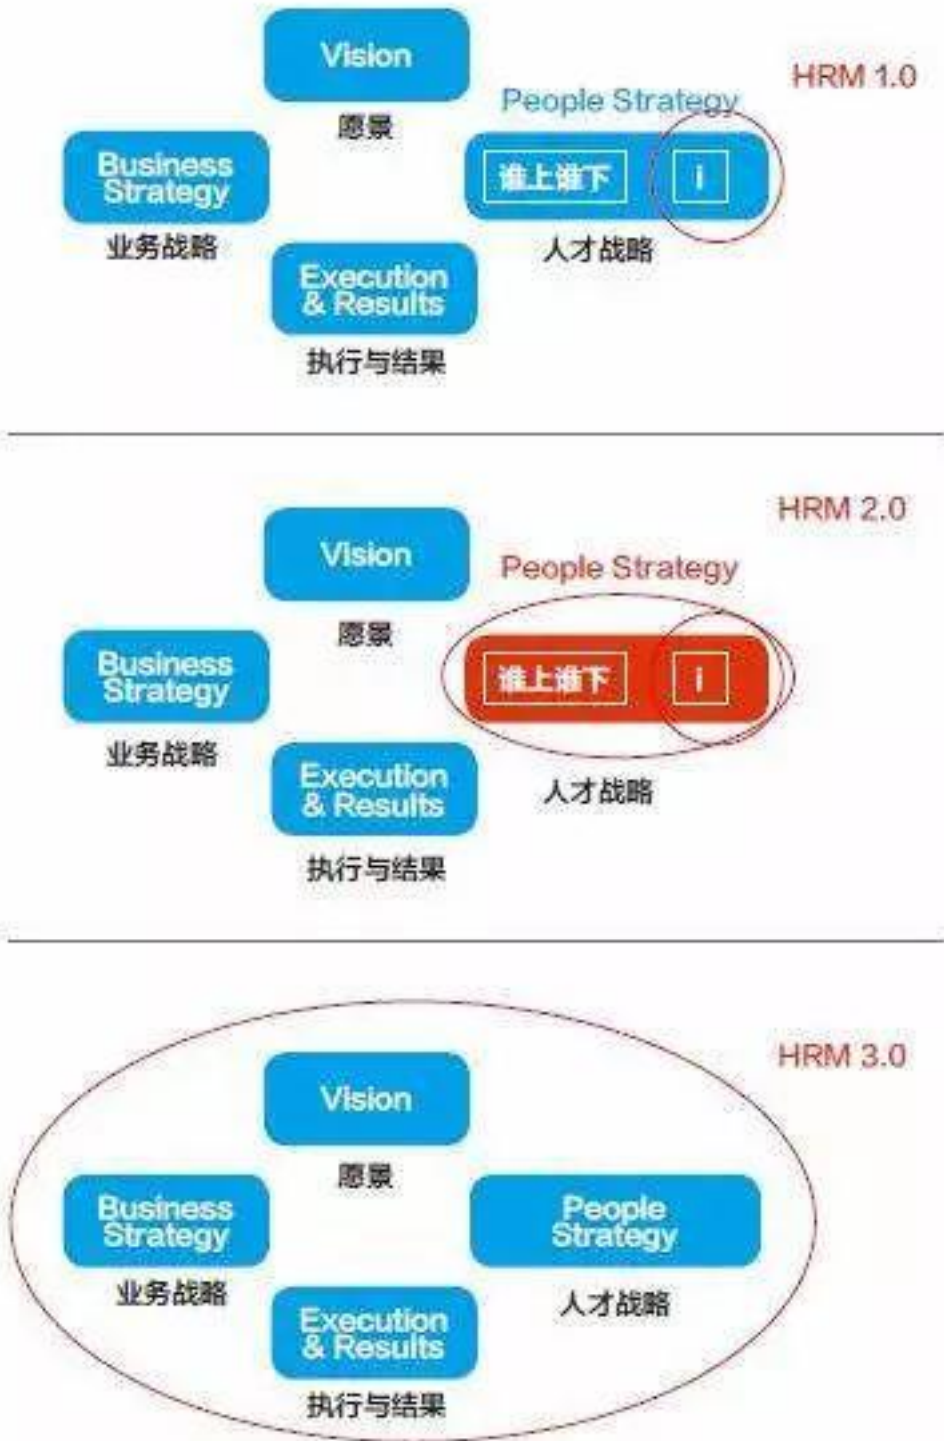 Vision
HRM 1.0
People Strategy
愿景
Business
Strategy
谁上谁下
i
业务战略
人才战略
Execution
& Results
执行与结果
HRM 2.0
Vision
People Strategy
愿景
Business
Strategy
谁上谁下
i
业务战略
Execution
& Results
人才战略
执行与结果
HRM 3.0
Vision
愿景
Business
Strategy
People
Strategy
业务战略
人才战略
Execution
& Results
执行与结果